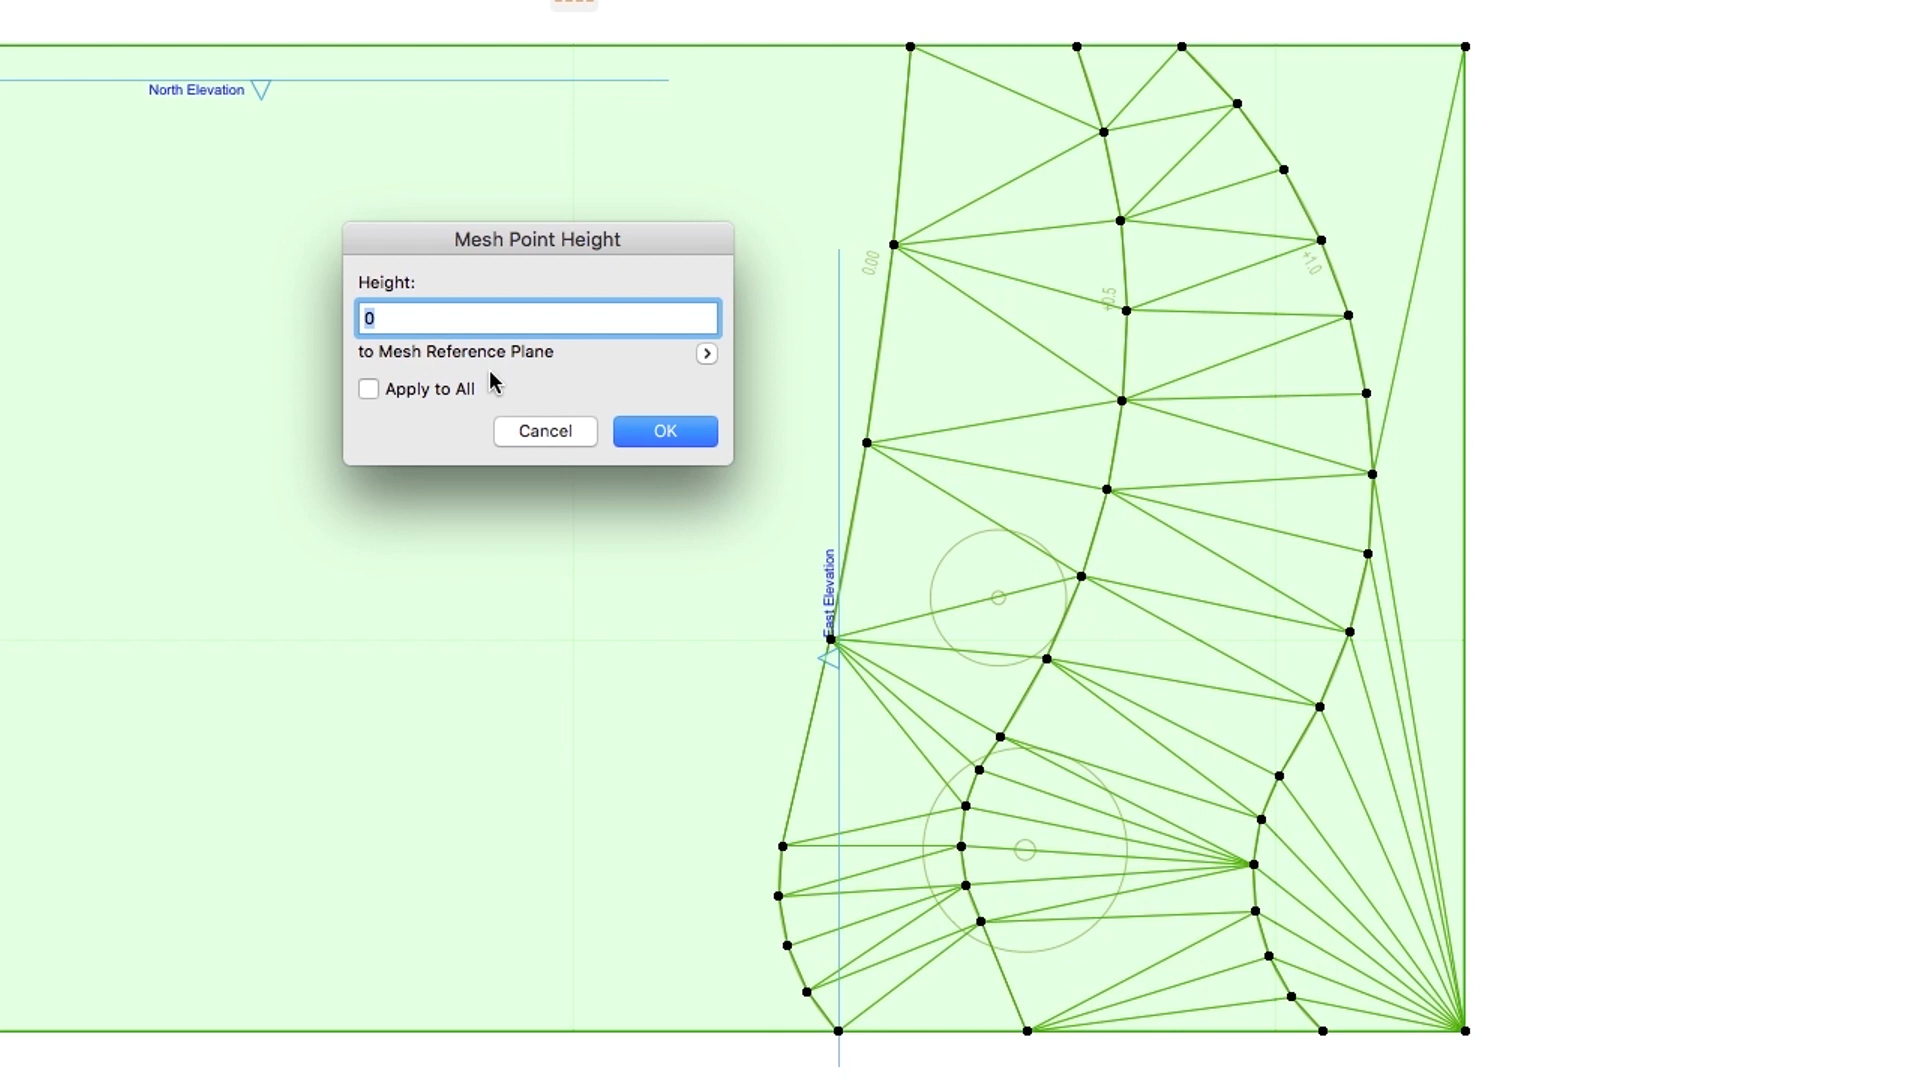 North Elevation
Mesh Point Height
Height:
0
to Mesh Reference Plane
Apply to All
Cancel
OK
0.00
+0.5
+1.0
East Elevation